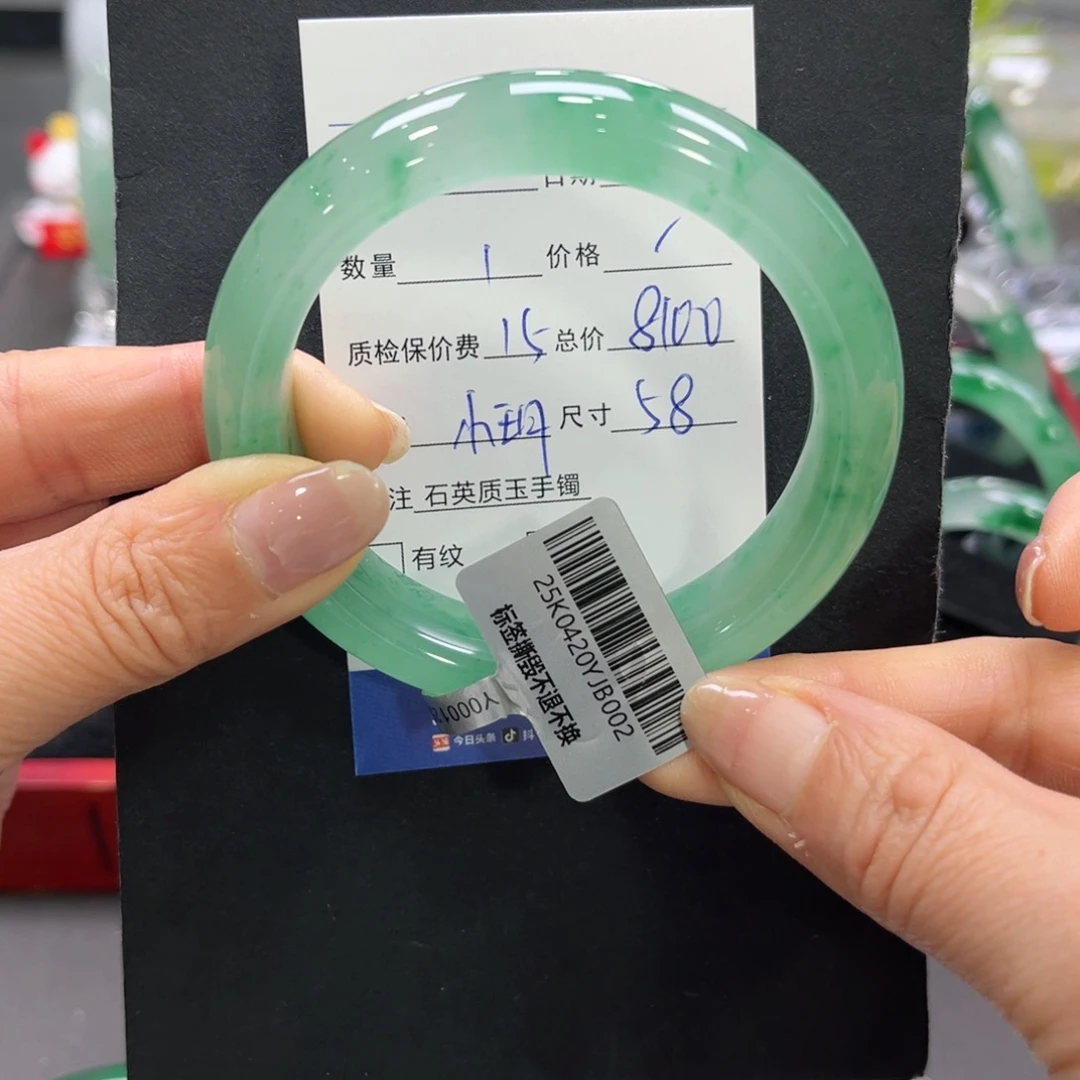 日期
数量 1 价格 /
质检保价费 15 总价 8100
尺寸 58
注 石英质玉手镯
有纹
25K0420YJB002
标签撕毁不退不换
今日头条 抖